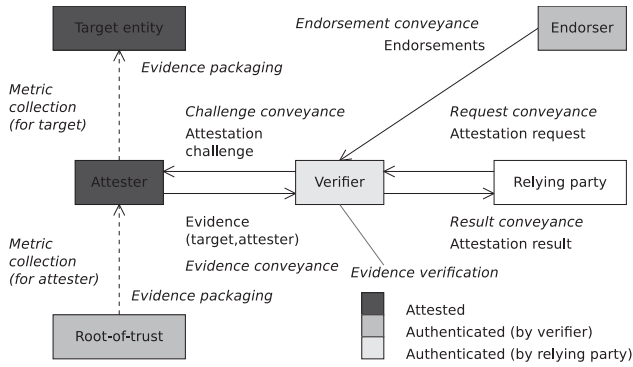 Target entity
Endorsement conveyance
Endorsements
Endorser
Evidence packaging
Metric
collection
(for target)
Challenge conveyance
Attestation
challenge
Request conveyance
Attestation request
Attester
Verifier
Relying party
Evidence
(target,attester)
Evidence conveyance
Result conveyance
Attestation result
Metric
collection
(for attester)
Evidence verification
Evidence packaging
Root-of-trust
Attested
Authenticated (by verifier)
Authenticated (by relying party)